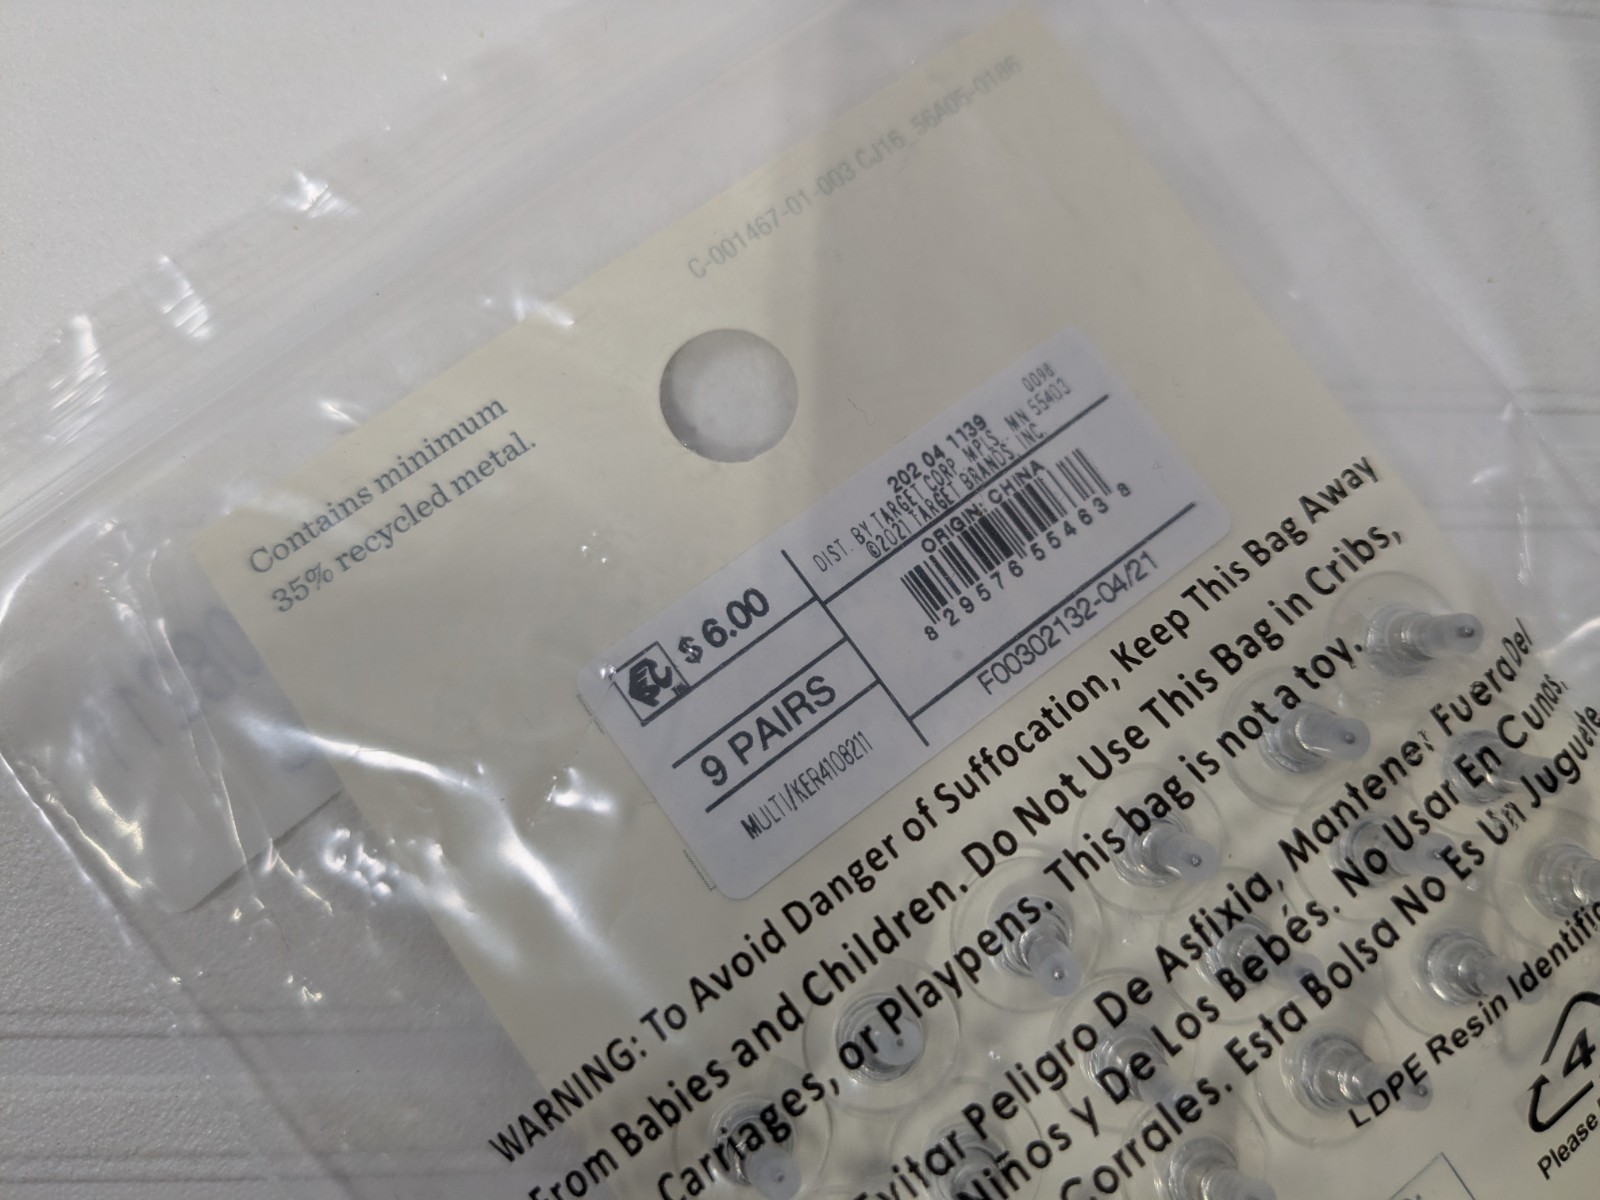 C-001467-01-003 CJ16_56A05-0186
Contains minimum
35% recycled metal.
$ 6.00
9 PAIRS
MULTI/KER4108211
202 04 1139
0098
DIST. BY TARGET CORP. MPLS, MN 55403
©2021 TARGET BRANDS, INC.
ORIGIN: CHINA
8 29576 55463 8
F00302132-04/21
WARNING: To Avoid Danger of Suffocation, Keep This Bag Away
From Babies and Children. Do Not Use This Bag in Cribs,
Carriages, or Playpens. This bag is not a toy.
Evitar Peligro De Asfixia, Mantener Fuera Del
Niños y De Los Bebés. No Usar En Cunas,
Corrales. Esta Bolsa No Es Un Juguete
LDPE Resin Identific
4
Please